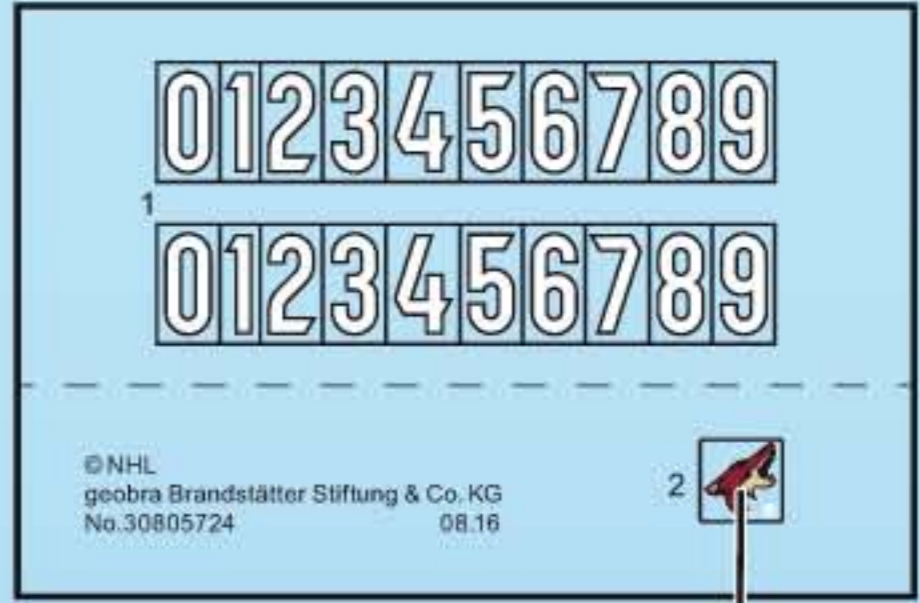 0123456789
1
0123456789
© NHL
geobra Brandstätter Stiftung & Co. KG
No.30805724 08.16
2